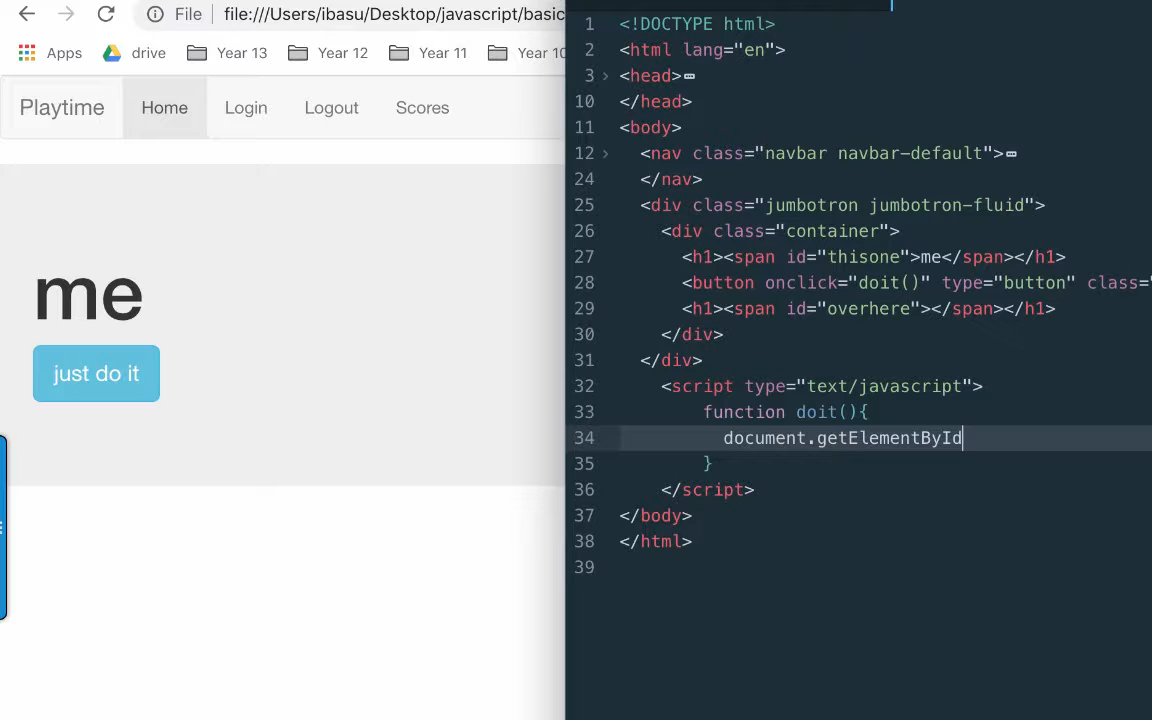 File file:///Users/ibasu/Desktop/javascript/basic
Apps drive Year 13 Year 12 Year 11 Year 10
Playtime Home Login Logout Scores
me
just do it
1 <!DOCTYPE html>
2 <html lang="en">
3 <head>
10 </head>
11 <body>
12 <nav class="navbar navbar-default">
24 </nav>
25 <div class="jumbotron jumbotron-fluid">
26 <div class="container">
27 <h1><span id="thisone">me</span></h1>
28 <button onclick="doit()" type="button" class="
29 <h1><span id="overhere"></span></h1>
30 </div>
31 </div>
32 <script type="text/javascript">
33 function doit(){
34 document.getElementById
35 }
36 </script>
37 </body>
38 </html>
39